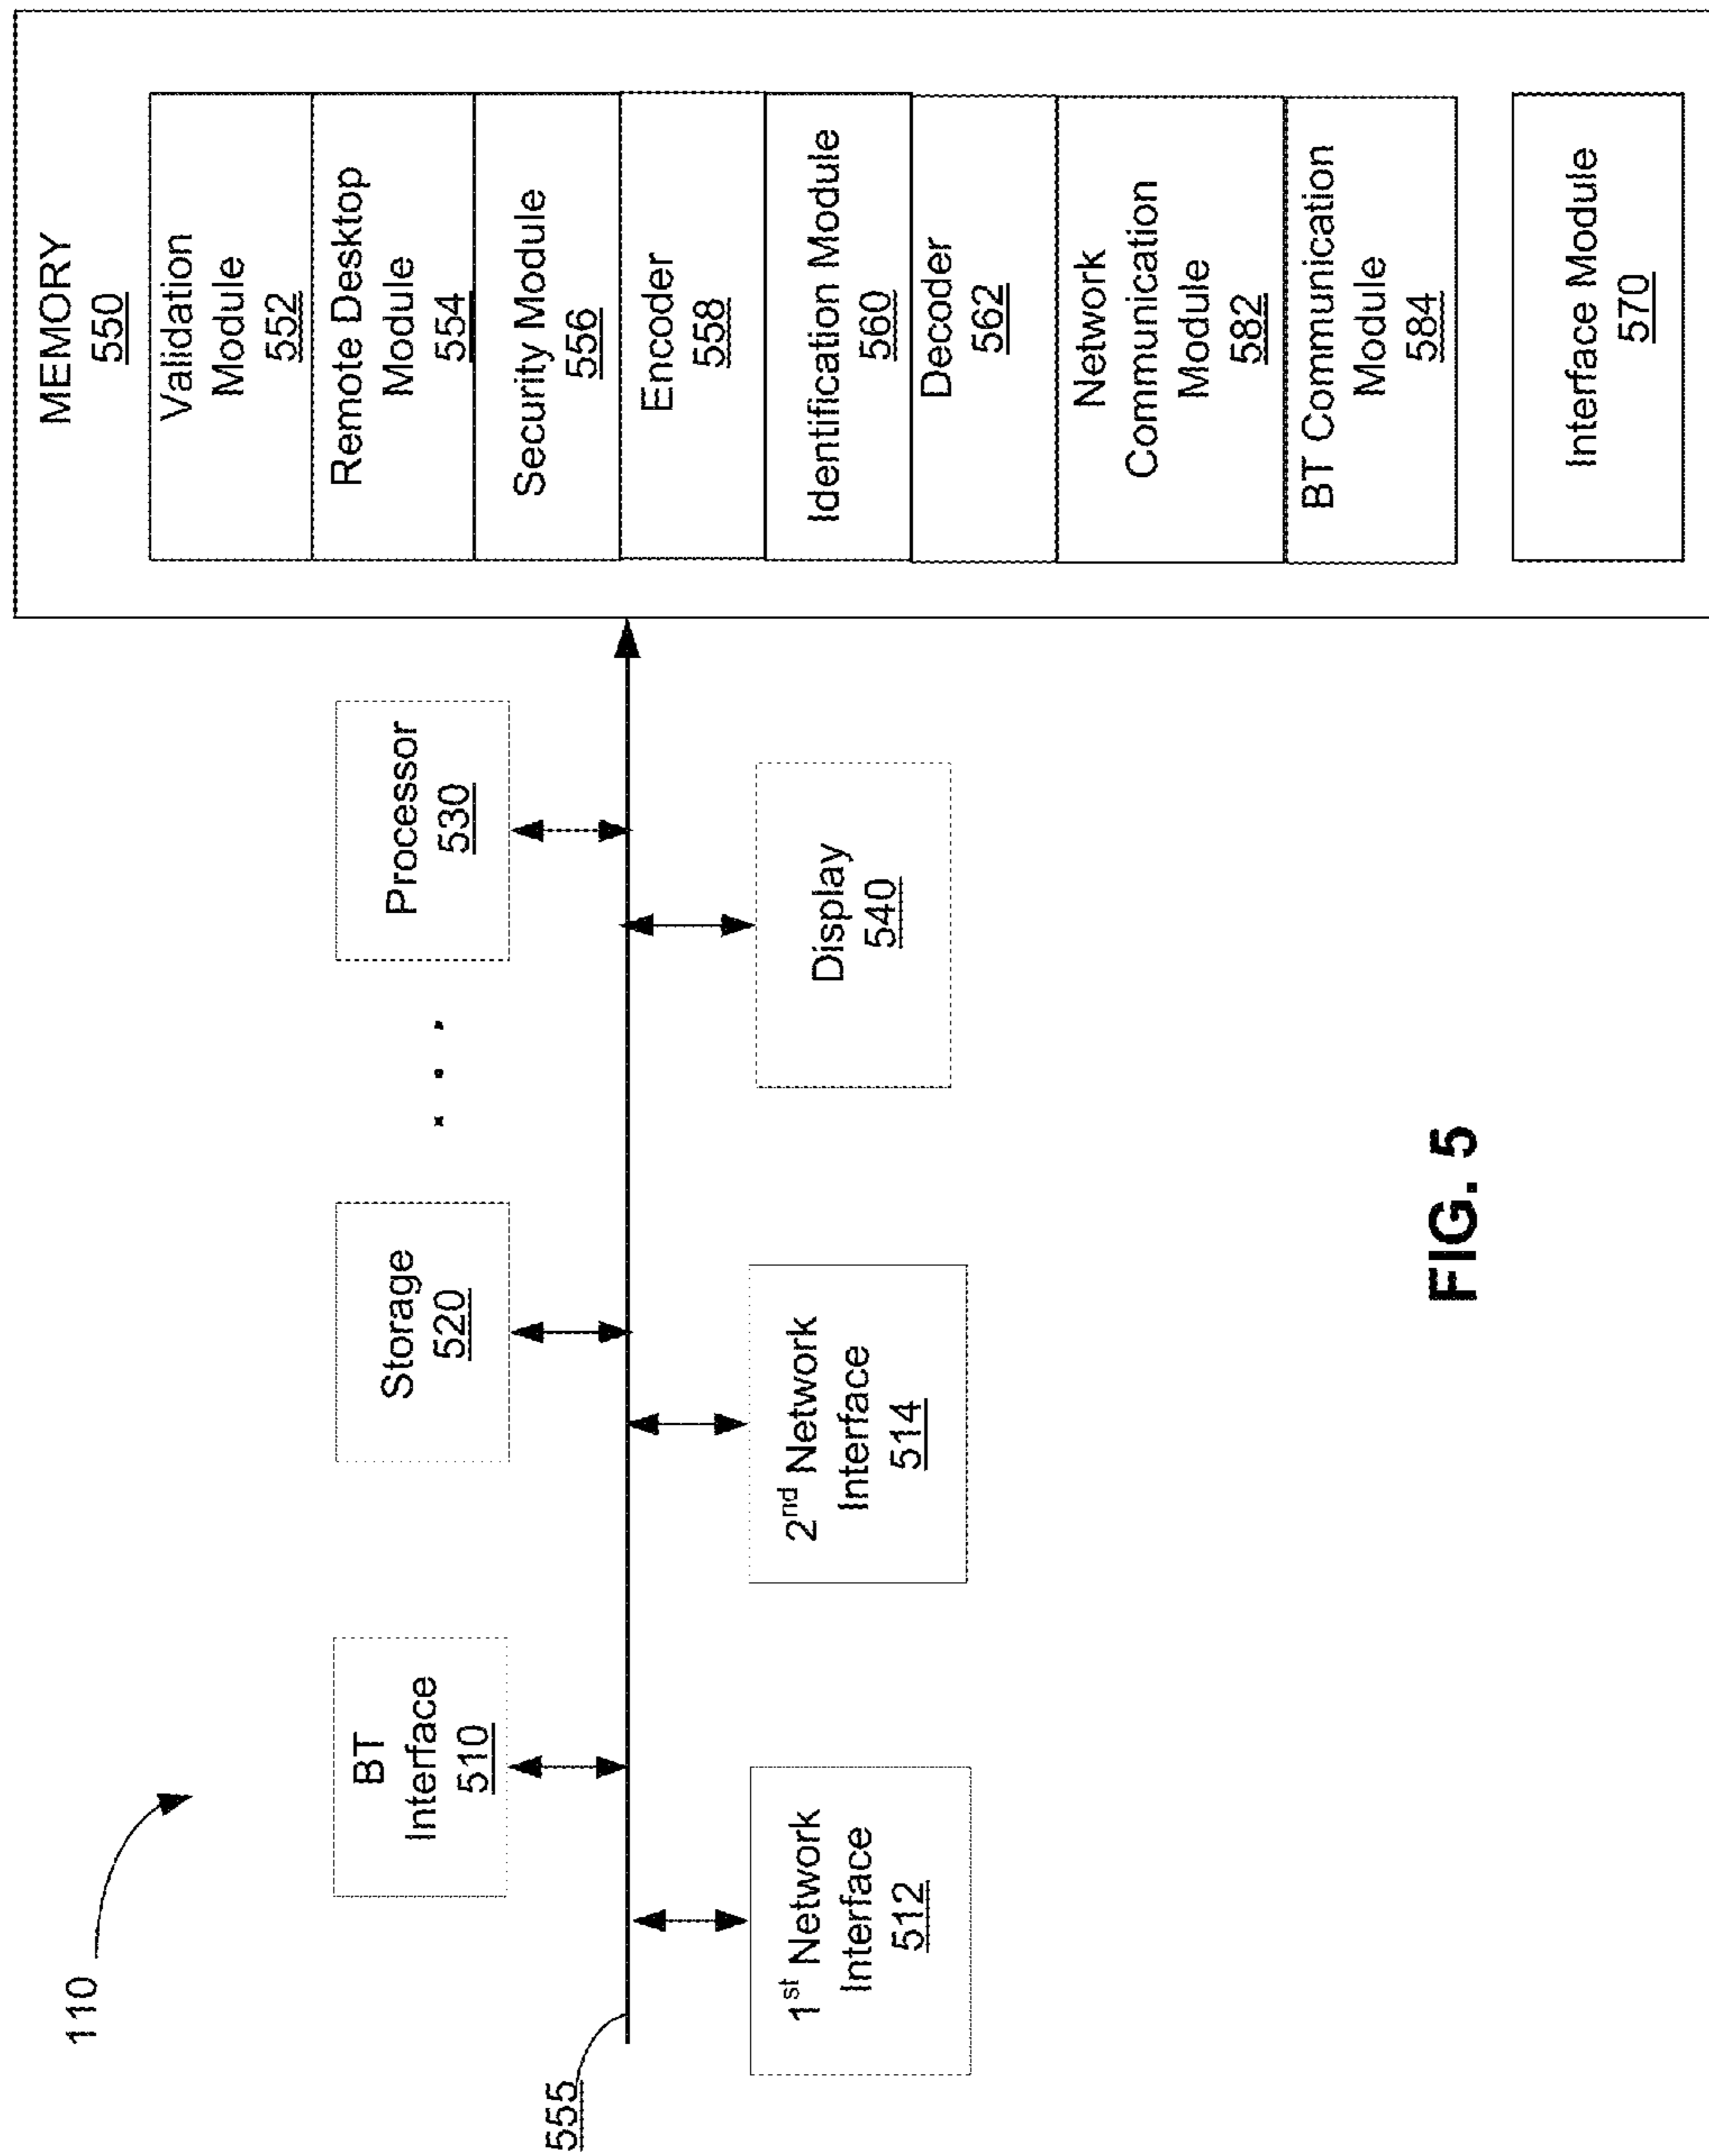 110
555
BT
Interface
510
Storage
520
. . .
Processor
530
1st Network
Interface
512
2nd Network
Interface
514
Display
540
MEMORY
550
Validation
Module
552
Remote Desktop
Module
554
Security Module
556
Encoder
558
Identification Module
560
Decoder
562
Network
Communication
Module
582
BT Communication
Module
584
Interface Module
570
FIG. 5